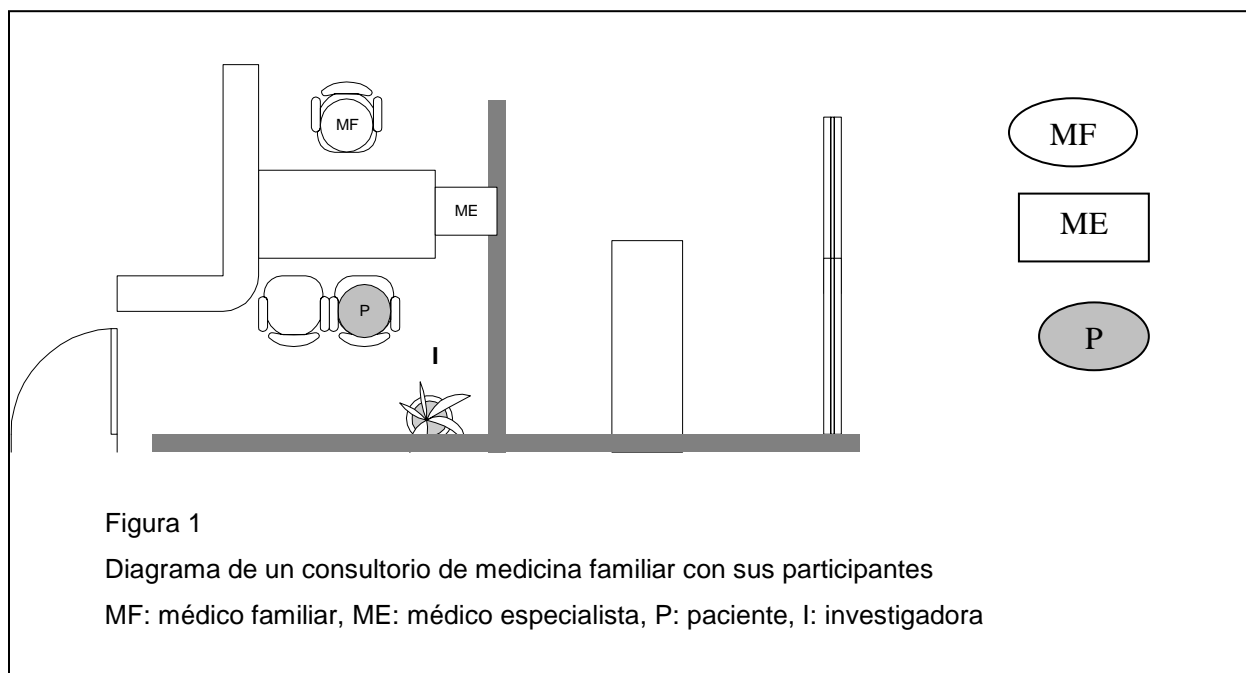 MF
MF
ME
ME
P
P
I
Figura 1
Diagrama de un consultorio de medicina familiar con sus participantes
MF: médico familiar, ME: médico especialista, P: paciente, I: investigadora